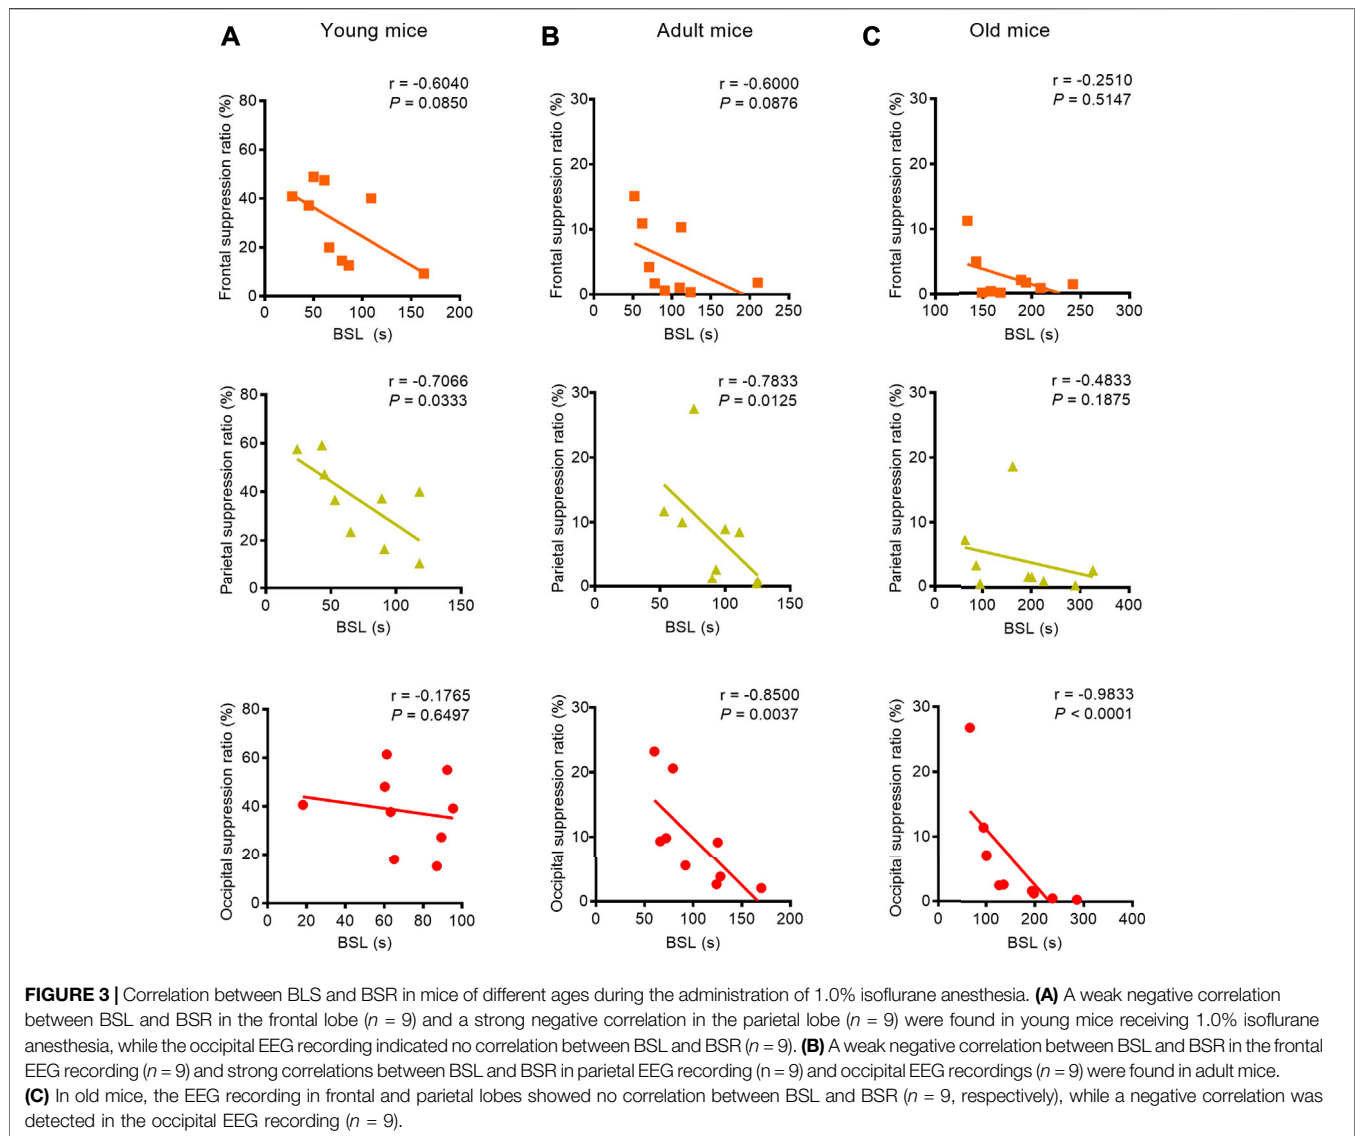 A Young mice B Adult mice C Old mice
r = -0.6040
P = 0.0850
Frontal suppression ratio (%)
80
60
40
20
0
0 50 100 150 200
BSL (s)
r = -0.6000
P = 0.0876
Frontal suppression ratio (%)
30
20
10
0
0 50 100 150 200 250
BSL (s)
r = -0.2510
P = 0.5147
Frontal suppression ratio (%)
30
20
10
0
100 150 200 250 300
BSL (s)
r = -0.7066
P = 0.0333
Parietal suppression ratio (%)
80
60
40
20
0
0 50 100 150
BSL (s)
r = -0.7833
P = 0.0125
Parietal suppression ratio (%)
30
20
10
0
0 50 100 150
BSL (s)
r = -0.4833
P = 0.1875
Parietal suppression ratio (%)
30
20
10
0
0 100 200 300 400
BSL (s)
r = -0.1765
P = 0.6497
Occipital suppression ratio (%)
80
60
40
20
0
0 20 40 60 80 100
BSL (s)
r = -0.8500
P = 0.0037
Occipital suppression ratio (%)
30
20
10
0
0 50 100 150 200
BSL (s)
r = -0.9833
P < 0.0001
Occipital suppression ratio (%)
30
20
10
0
0 100 200 300 400
BSL (s)
FIGURE 3 | Correlation between BLS and BSR in mice of different ages during the administration of 1.0% isoflurane anesthesia. (A) A weak negative correlation
between BSL and BSR in the frontal lobe (n = 9) and a strong negative correlation in the parietal lobe (n = 9) were found in young mice receiving 1.0% isoflurane
anesthesia, while the occipital EEG recording indicated no correlation between BSL and BSR (n = 9). (B) A weak negative correlation between BSL and BSR in the frontal
EEG recording (n = 9) and strong correlations between BSL and BSR in parietal EEG recording (n = 9) and occipital EEG recordings (n = 9) were found in adult mice.
(C) In old mice, the EEG recording in frontal and parietal lobes showed no correlation between BSL and BSR (n = 9, respectively), while a negative correlation was
detected in the occipital EEG recording (n = 9).